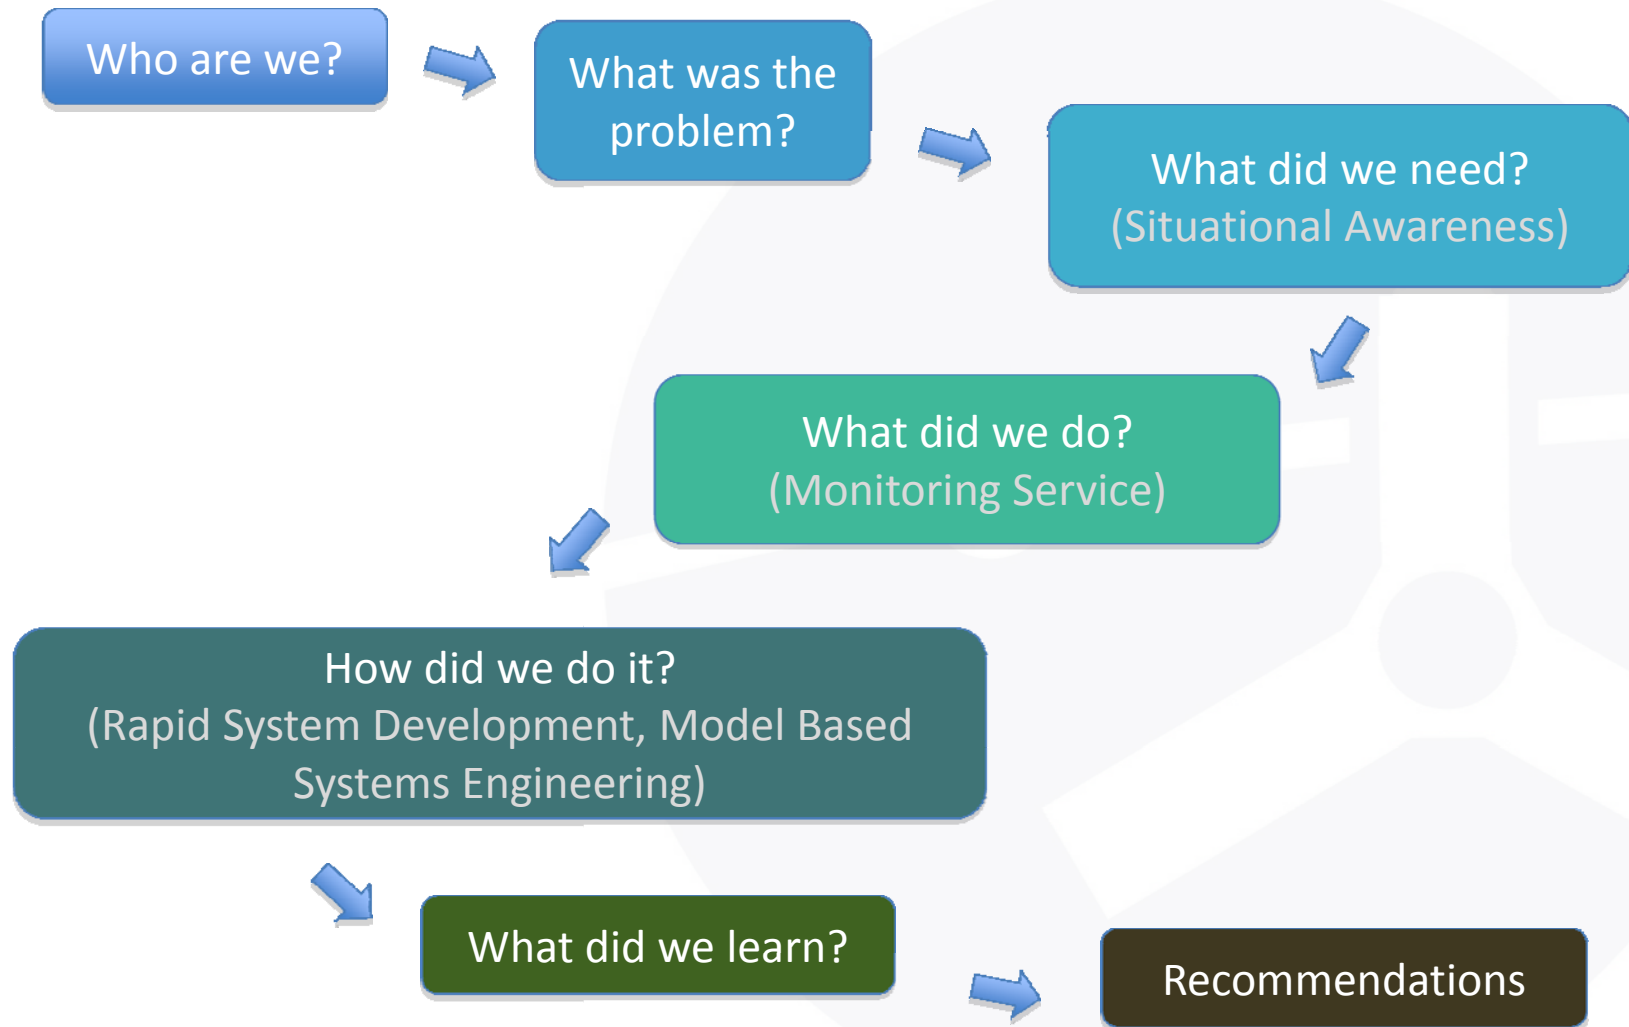 Who are we?
What was the
problem?
What did we need?
(Situational Awareness)
What did we do?
(Monitoring Service)
How did we do it?
(Rapid System Development, Model Based
Systems Engineering)
What did we learn?
Recommendations